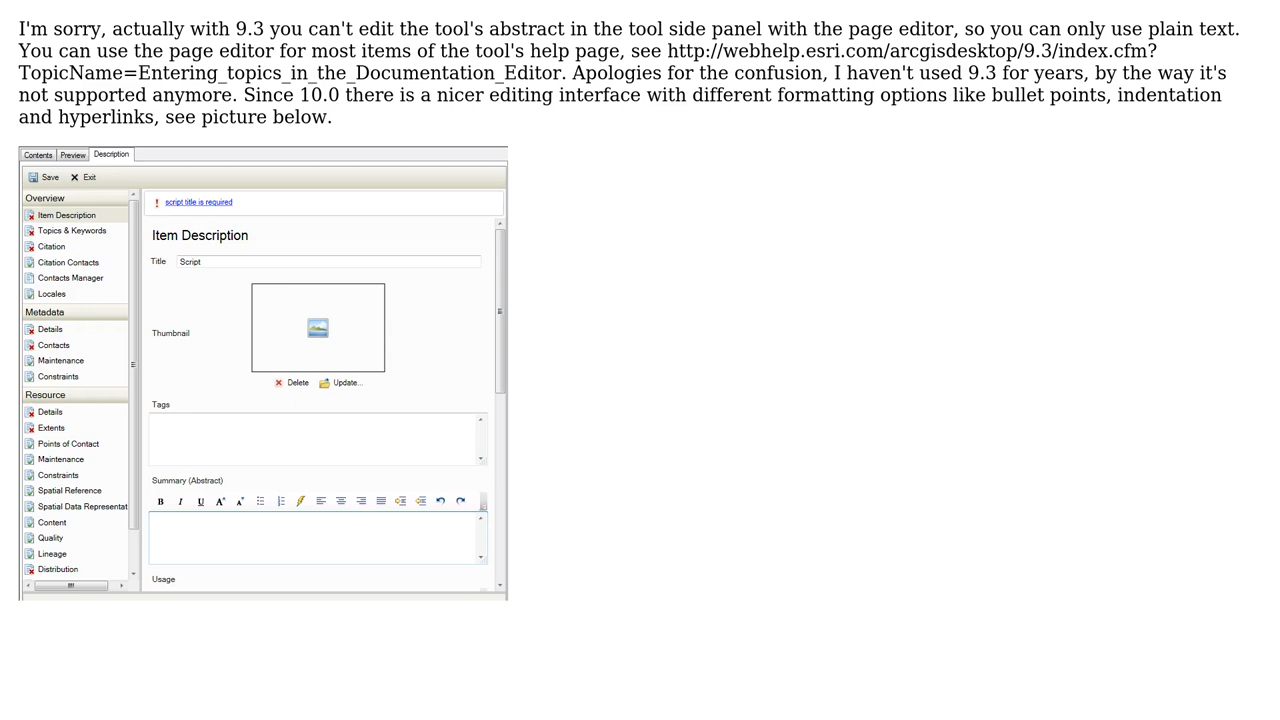 I'm sorry, actually with 9.3 you can't edit the tool's abstract in the tool side panel with the page editor, so you can only use plain text.
You can use the page editor for most items of the tool's help page, see http://webhelp.esri.com/arcgisdesktop/9.3/index.cfm?
TopicName=Entering_topics_in_the_Documentation_Editor. Apologies for the confusion, I haven't used 9.3 for years, by the way it's
not supported anymore. Since 10.0 there is a nicer editing interface with different formatting options like bullet points, indentation
and hyperlinks, see picture below.
Contents Preview Description
Save Exit
Overview
Item Description
Topics & Keywords
Citation
Citation Contacts
Contacts Manager
Locales
Metadata
Details
Contacts
Maintenance
Constraints
Resource
Details
Extents
Points of Contact
Maintenance
Constraints
Spatial Reference
Spatial Data Representat
Content
Quality
Lineage
Distribution
script title is required
Item Description
Title Script
Thumbnail
Delete Update...
Tags
Summary (Abstract)
B I U A A
Usage